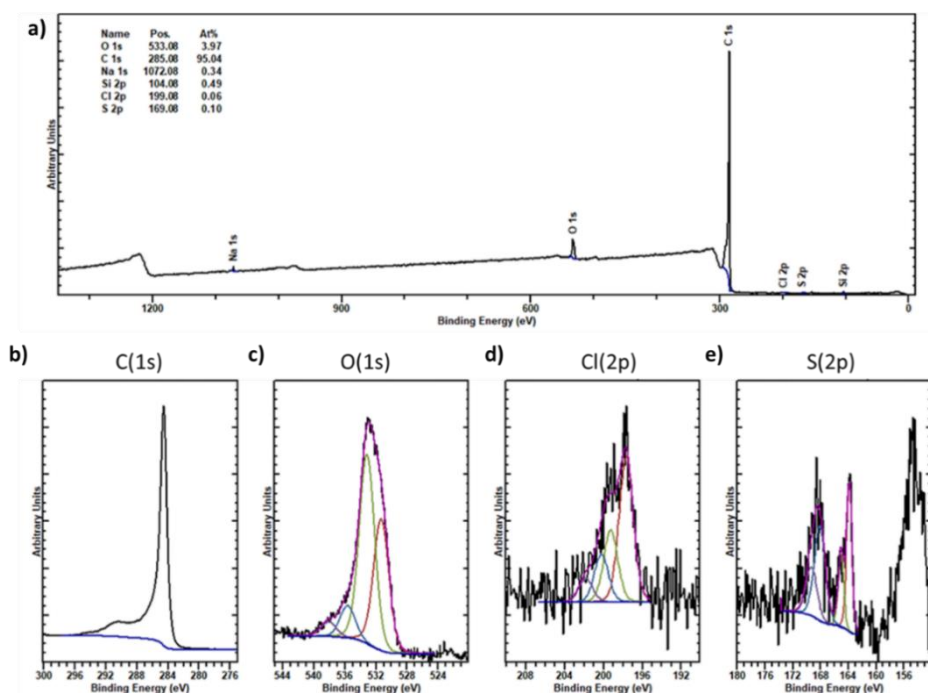 a)
Name Pos. At%
O 1s 533.08 3.97
C 1s 285.08 95.04
Na 1s 1072.08 0.34
Si 2p 104.08 0.49
Cl 2p 199.08 0.06
S 2p 169.08 0.10
Arbitrary Units
Na 1s
O 1s
C 1s
Cl 2p
S 2p
Si 2p
1200 900 600 300 0
Binding Energy (eV)
b) C(1s)
Arbitrary Units
300 296 292 288 284 280 276
Binding Energy (eV)
c) O(1s)
Arbitrary Units
544 540 536 532 528 524
Binding Energy (eV)
d) Cl(2p)
Arbitrary Units
208 204 200 196 192
Binding Energy (eV)
e) S(2p)
Arbitrary Units
180 176 172 168 164 160 156
Binding Energy (eV)